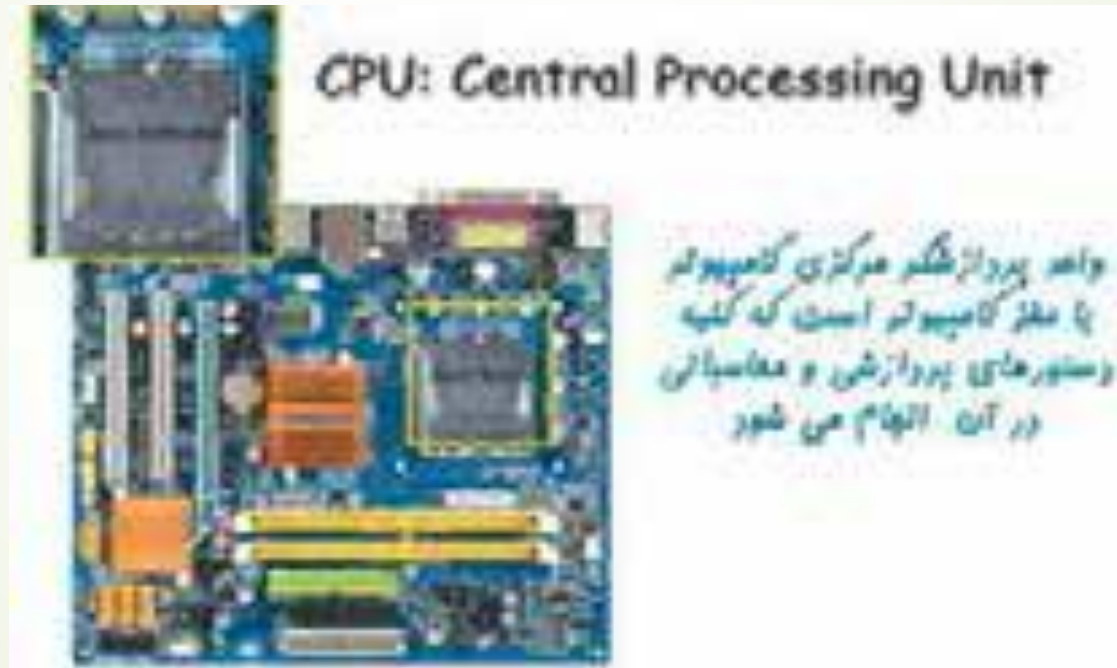 CPU: Central Processing Unit
واحد پردازشگر مرکزی کامپیوتر
یا مغز کامپیوتر است که کلیه
دستورهای پردازشی و محاسباتی
در آن انجام می شود